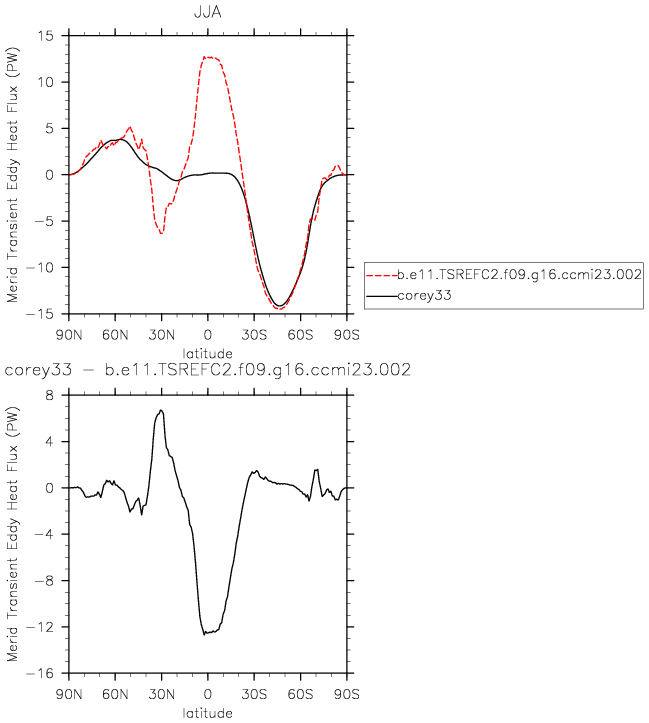 JJA
Merid Transient Eddy Heat Flux (PW)
15
10
5
0
−5
−10
−15
90N 60N 30N 0 30S 60S 90S
latitude
b.e11.TSREFC2.f09.g16.ccmi23.002
corey33
corey33 − b.e11.TSREFC2.f09.g16.ccmi23.002
Merid Transient Eddy Heat Flux (PW)
8
4
0
−4
−8
−12
−16
90N 60N 30N 0 30S 60S 90S
latitude